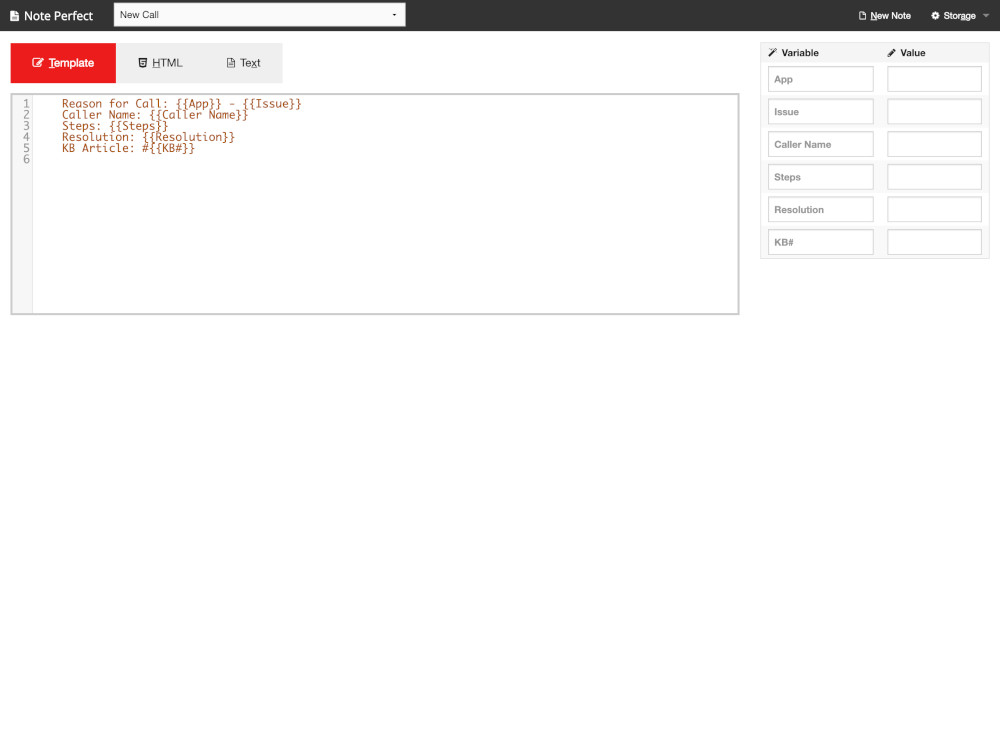 Note Perfect
New Call
New Note
Storage
Template
HTML
Text
1 Reason for Call: {{App}} - {{Issue}}
2 Caller Name: {{Caller Name}}
3 Steps: {{Steps}}
4 Resolution: {{Resolution}}
5 KB Article: #{{KB#}}
6
Variable Value
App
Issue
Caller Name
Steps
Resolution
KB#